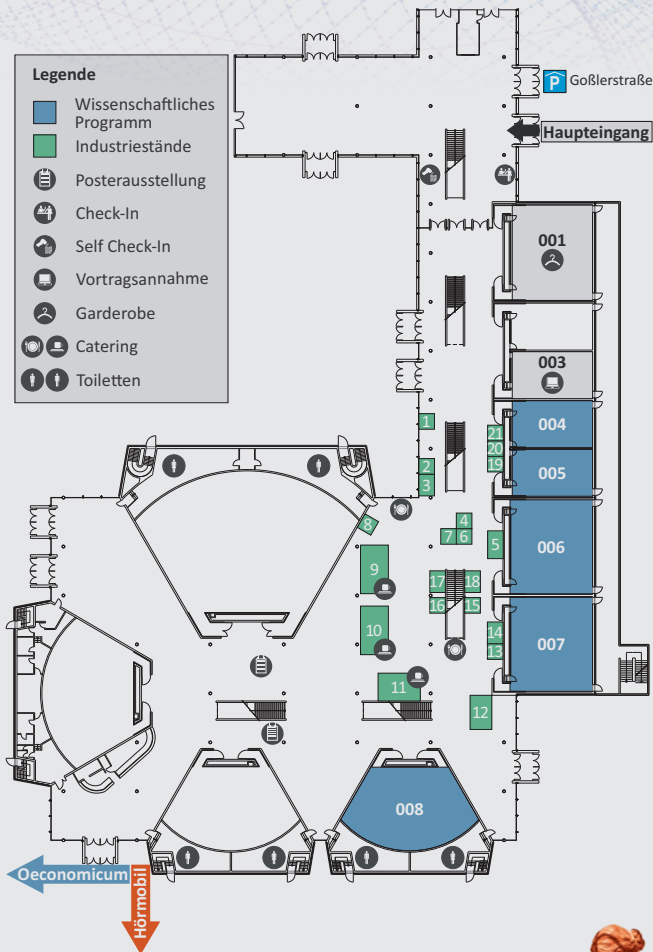 Legende
Wissenschaftliches
Programm
Industriestände
Posterausstellung
Check-In
Self Check-In
Vortragsannahme
Garderobe
Catering
Toiletten
P Goßlerstraße
Haupteingang
001
003
004
005
006
007
008
1
2
3
21
20
19
4
7 6
5
8
9
17 18
16 15
10
14
13
11
12
Oeconomicum
Hörmobil